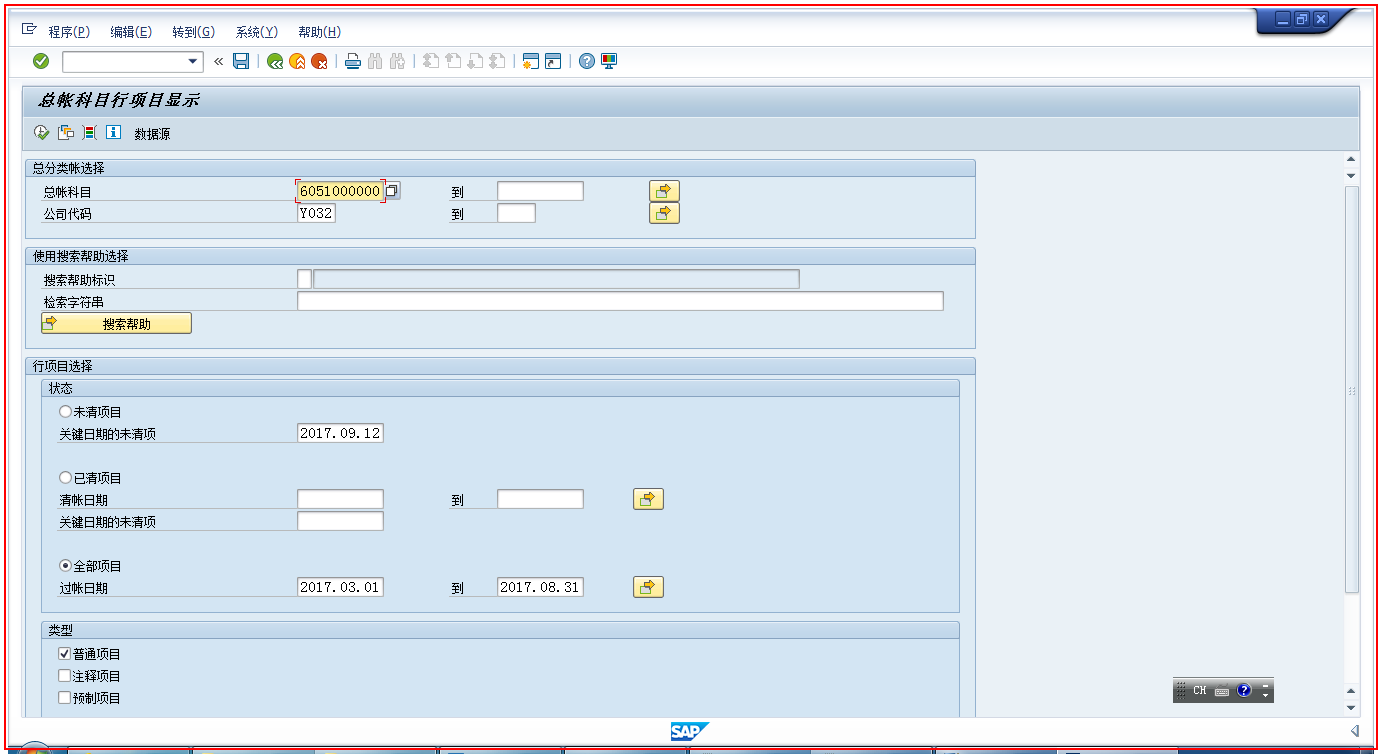 程序(P) 编辑(E) 转到(G) 系统(Y) 帮助(H)
总帐科目行项目显示
数据源
总分类帐选择
总帐科目 6051000000 到
公司代码 Y032 到
使用搜索帮助选择
搜索帮助标识
检索字符串
搜索帮助
行项目选择
状态
未清项目
关键日期的未清项 2017.09.12
已清项目
清帐日期 到
关键日期的未清项
全部项目
过帐日期 2017.03.01 到 2017.08.31
类型
普通项目
注释项目
预制项目
CH
SAP